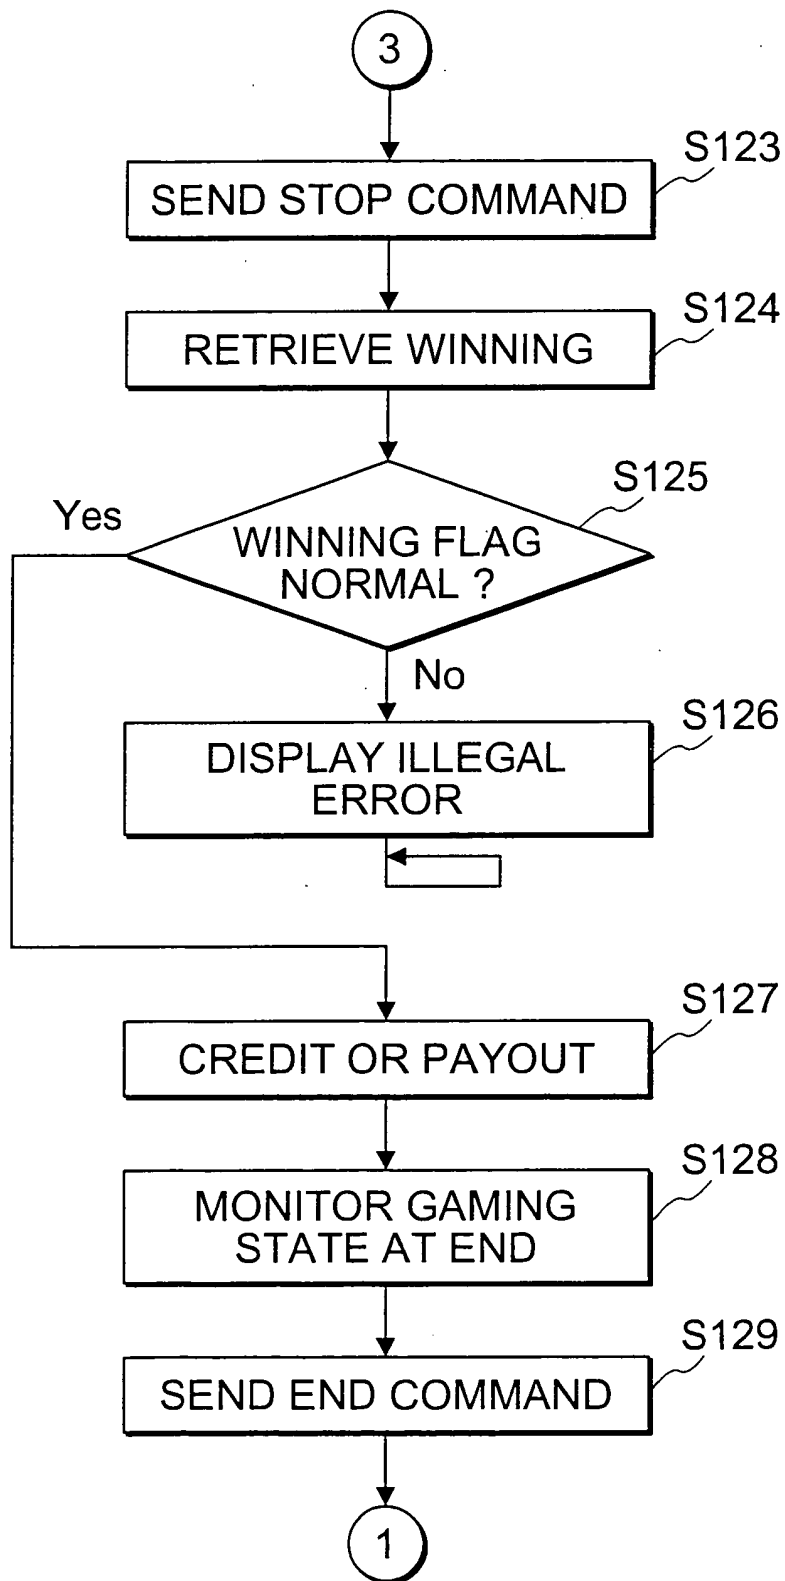 3
S123
SEND STOP COMMAND
S124
RETRIEVE WINNING
S125
Yes
WINNING FLAG
NORMAL ?
No
S126
DISPLAY ILLEGAL
ERROR
S127
CREDIT OR PAYOUT
S128
MONITOR GAMING
STATE AT END
S129
SEND END COMMAND
1